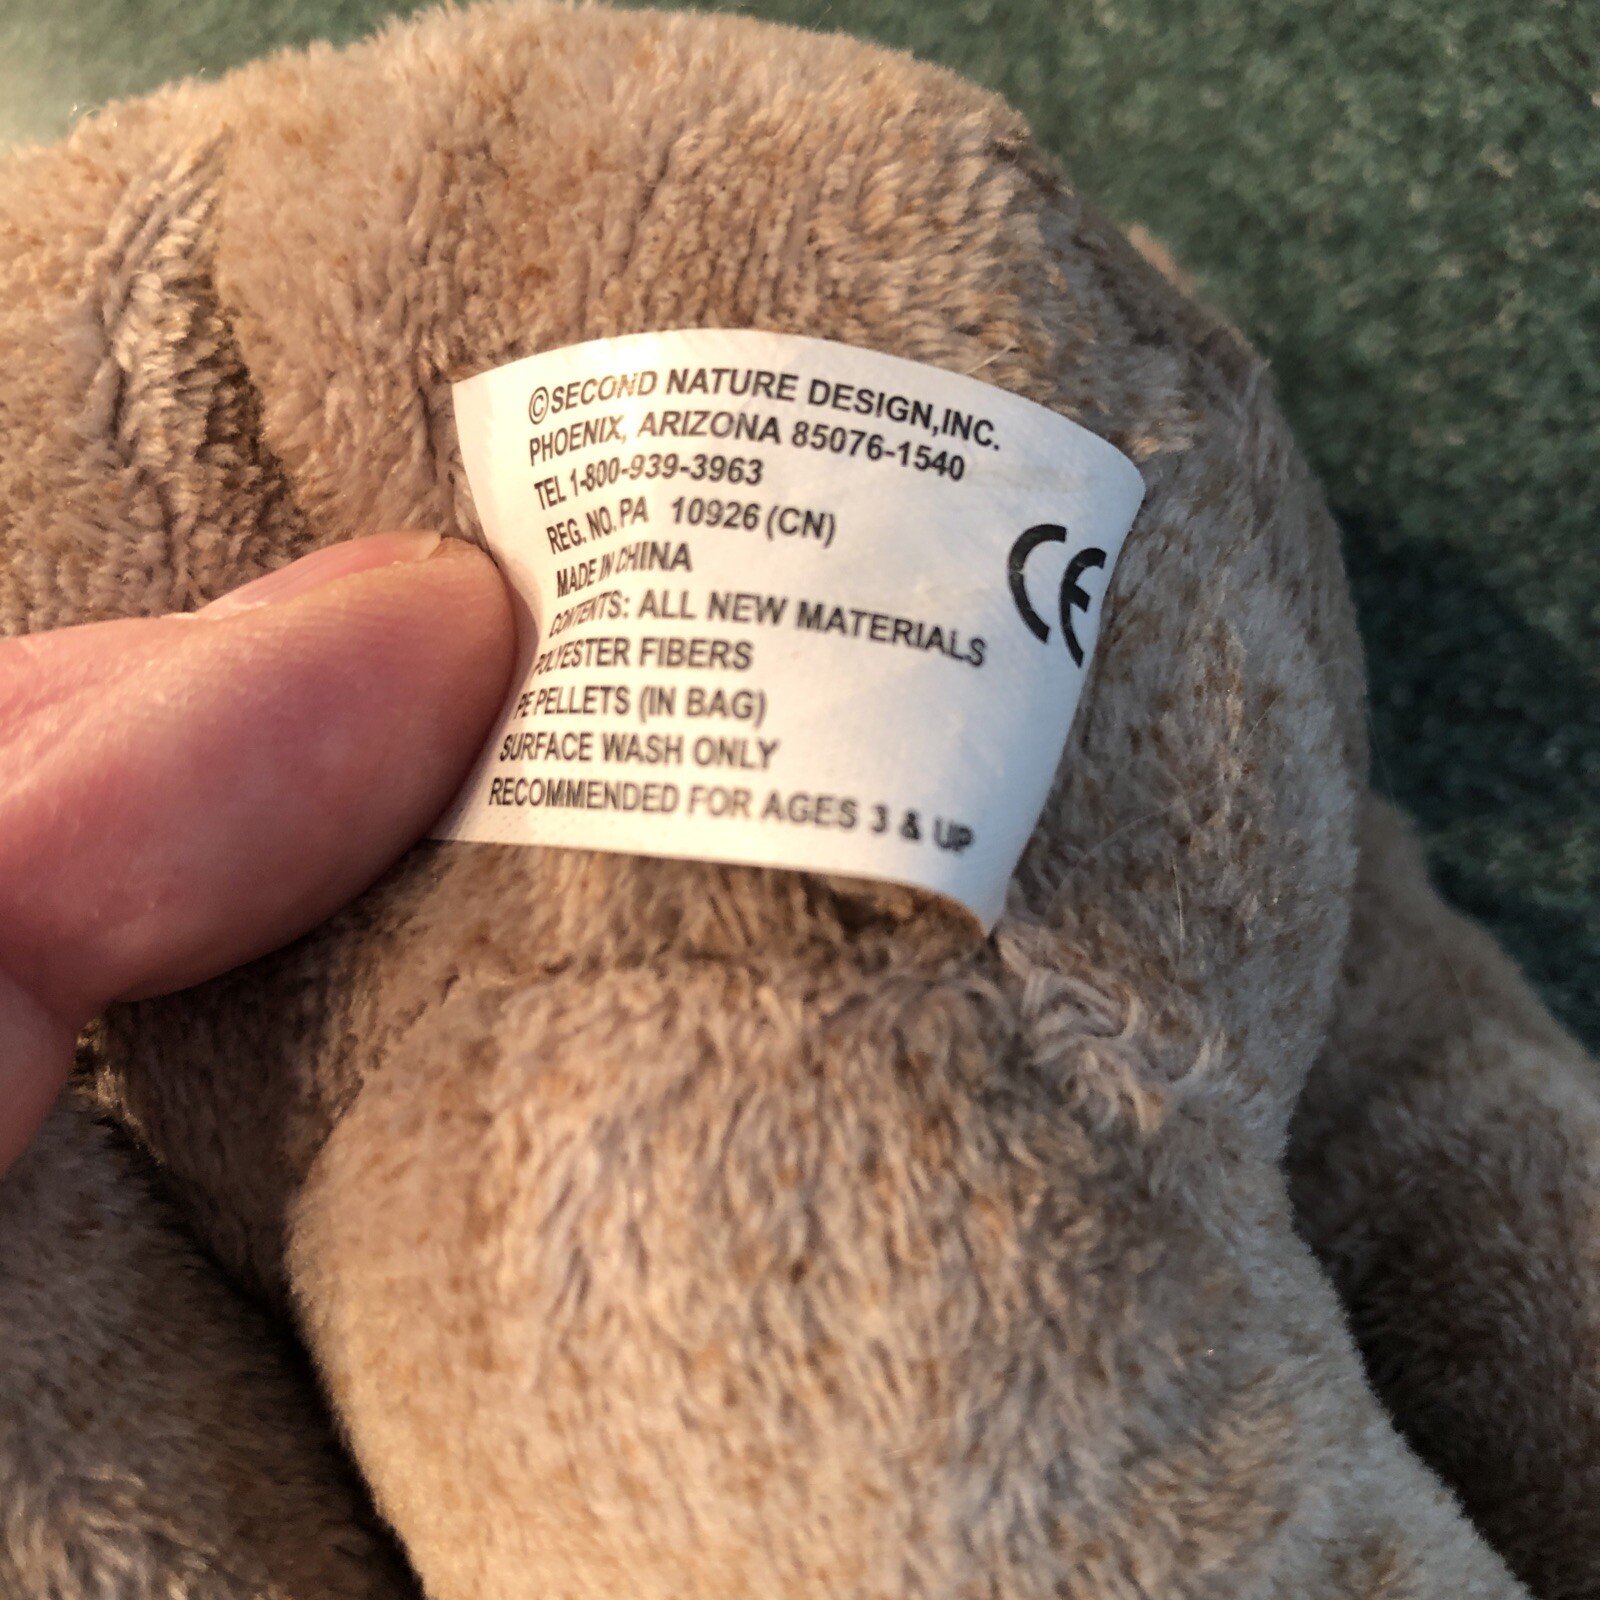 ©SECOND NATURE DESIGN,INC.
PHOENIX, ARIZONA 85076-1540
TEL 1-800-939-3963
REG. NO. PA 10926 (CN)
MADE IN CHINA
CONTENTS: ALL NEW MATERIALS
POLYESTER FIBERS
PE PELLETS (IN BAG)
SURFACE WASH ONLY
RECOMMENDED FOR AGES 3 & UP
CE